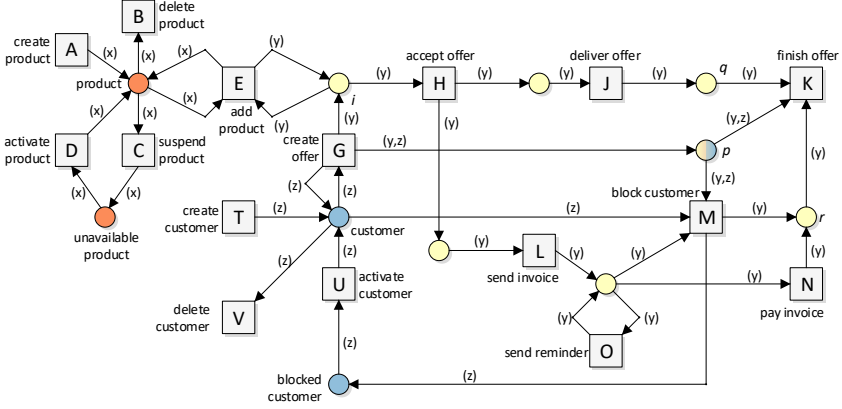 B
delete
product
create
product
A
(x)
(x)
(x)
(y)
product
E
add
product
(x)
(y)
i
(y)
accept offer
H
(y)
deliver offer
J
(y)
q
(y)
finish offer
K
(x)
(x)
activate
product
D
C
suspend
product
(x)
(x)
unavailable
product
create
offer
G
(y)
(y,z)
(y)
p
(y,z)
(y,z)
(y)
(z)
(z)
create
customer
T
(z)
customer
(z)
block customer
M
(y)
r
(z)
(z)
U
activate
customer
delete
customer
V
(y)
L
send invoice
(y)
(y)
(y)
(y)
N
pay invoice
(y)
(y)
send reminder
O
(z)
blocked
customer
(z)